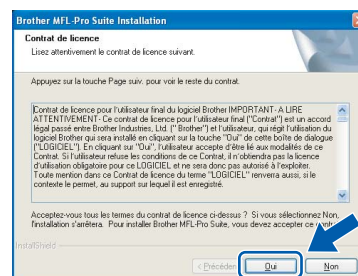 Brother MFL-Pro Suite Installation
Contrat de licence
Lisez attentivement le contrat de licence suivant.
Appuyez sur la touche Page suiv. pour voir le reste du contrat.
Contrat de licence pour l'utilisateur final du logiciel Brother IMPORTANT- A LIRE
ATTENTIVEMENT- Ce contrat de licence pour l'utilisateur final ("Contrat") est un accord
légal passé entre Brother Industries, Ltd. (" Brother") et l'utilisateur, qui régit l'utilisation du
logiciel Brother qui sera installé en cliquant sur la touche "Oui" de cette boîte de dialogue
("LOGICIEL"). En cliquant sur "Oui", l'utilisateur accepte d'être lié aux modalités de ce
Contrat. Si l'utilisateur refuse les conditions de ce Contrat, il n'obtiendra pas la licence
d'utilisation obligatoire pour ce LOGICIEL et ne sera donc pas autorisé à l'exploiter.
Toute mention dans ce Contrat de licence du terme "LOGICIEL" renverra aussi, si le
contexte le permet, au support sur lequel il est enregistré.
Acceptez-vous tous les termes du contrat de licence ci-dessus ? Si vous sélectionnez Non,
l'installation s'arrêtera. Pour installer Brother MFL-Pro Suite, vous devez accepter ce
InstallShield
< Précéden
Oui
Non